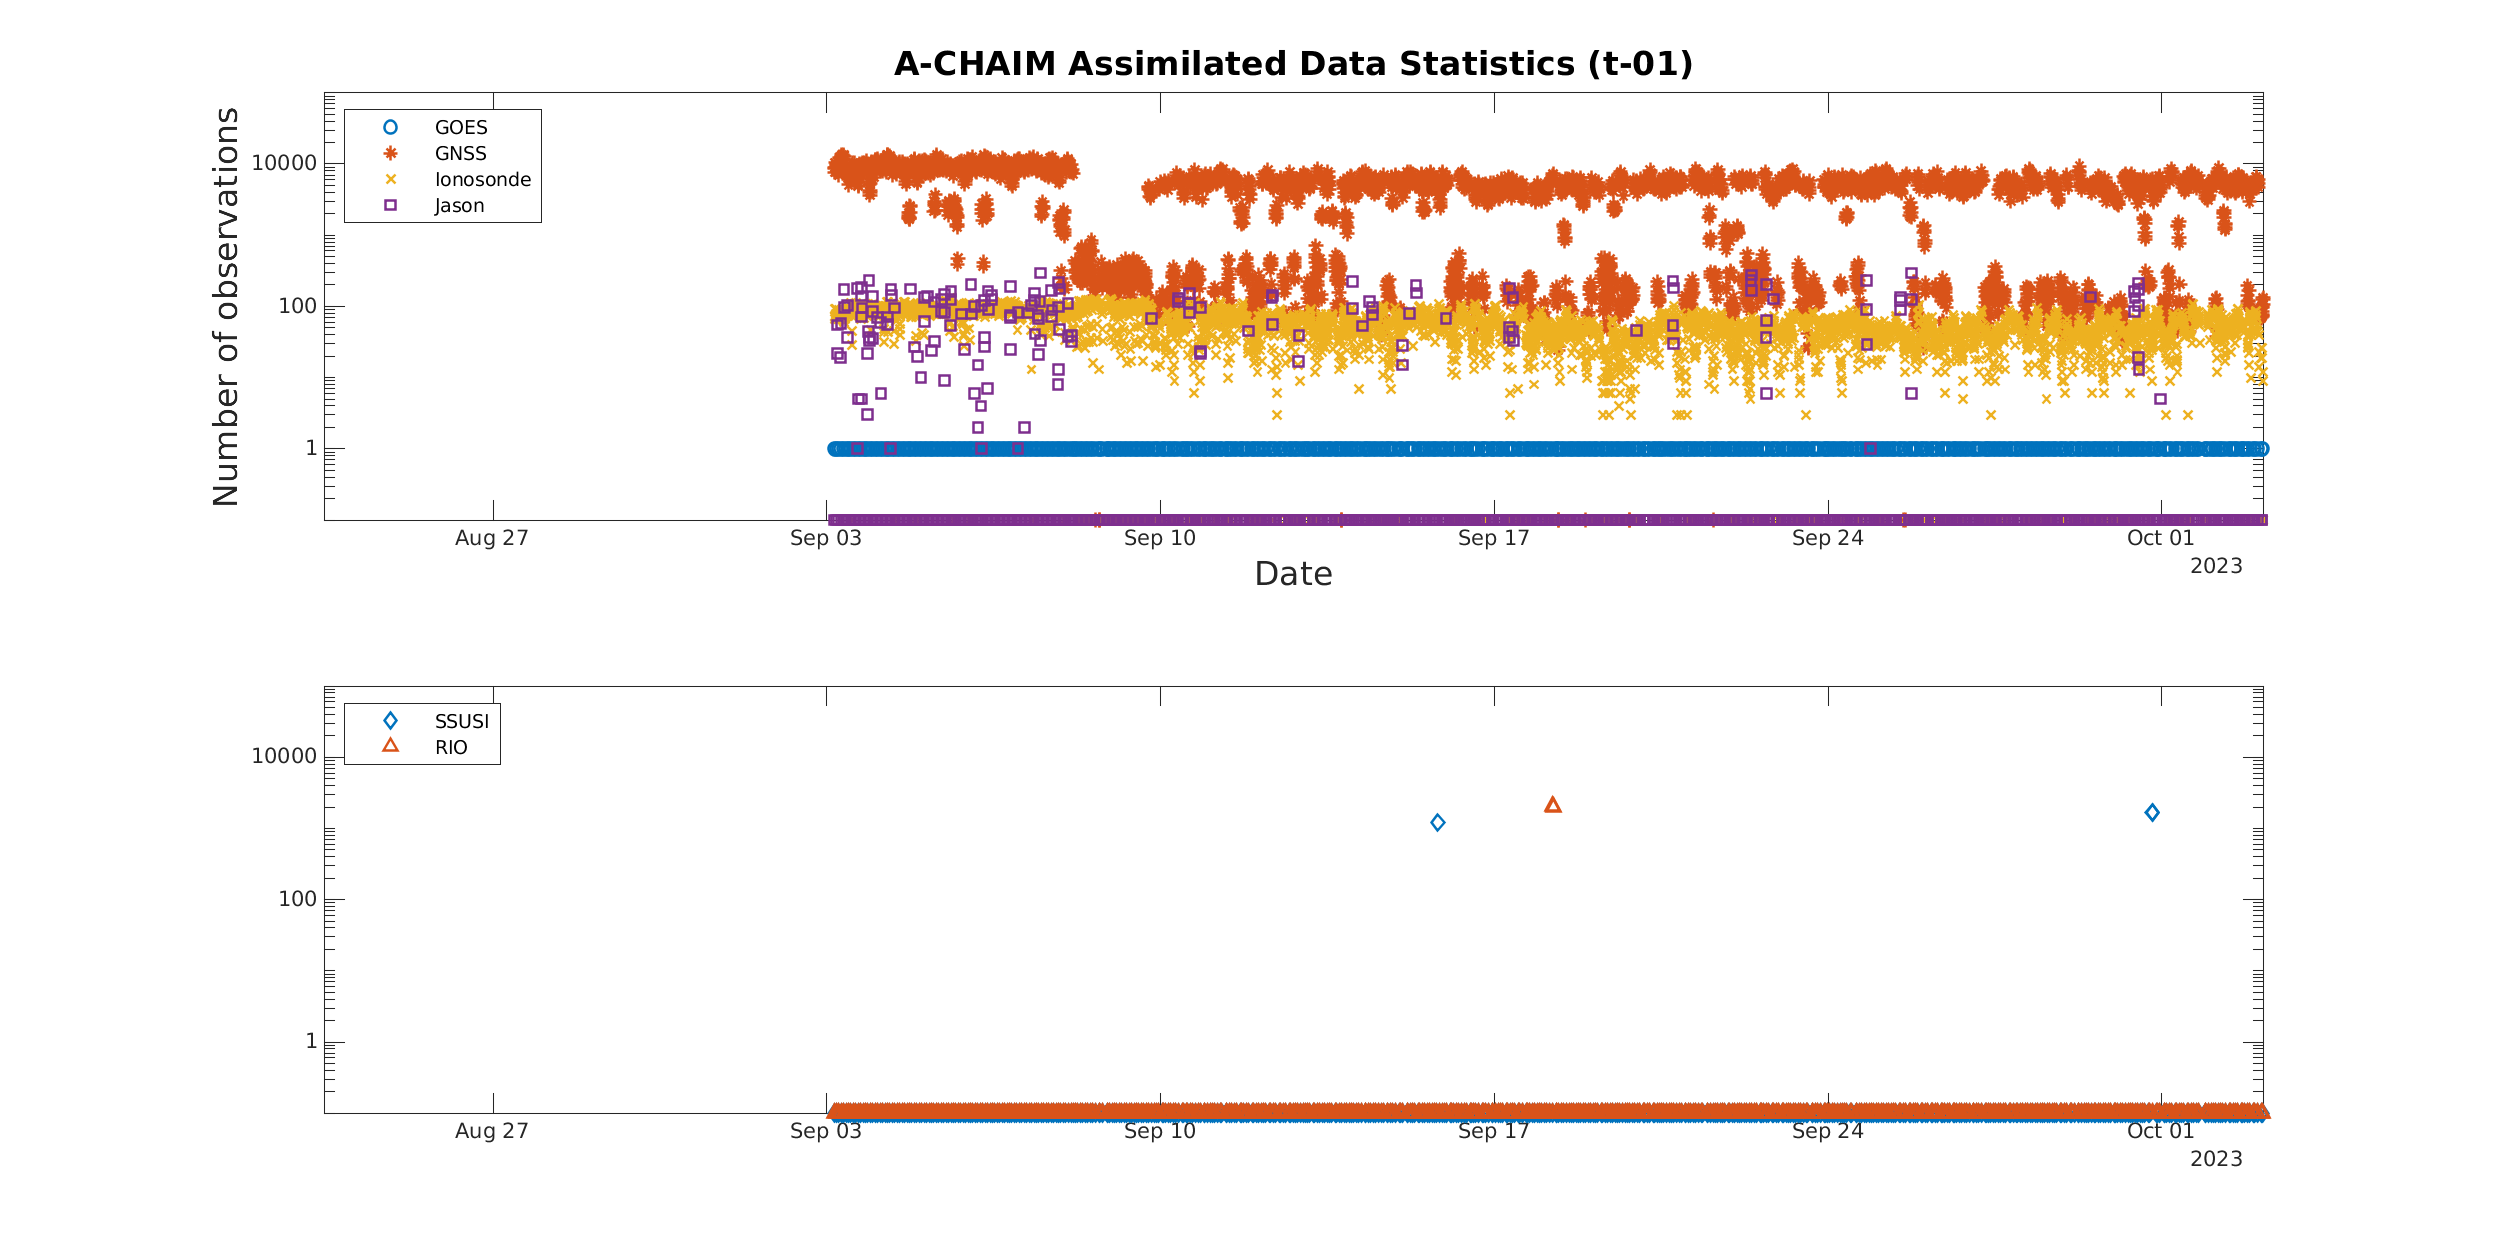 A-CHAIM Assimilated Data Statistics (t-01)
Number of observations
10000
100
1
GOES
GNSS
Ionosonde
Jason
Aug 27
Sep 03
Sep 10
Sep 17
Sep 24
Oct 01
2023
Date
10000
100
1
SSUSI
RIO
Aug 27
Sep 03
Sep 10
Sep 17
Sep 24
Oct 01
2023